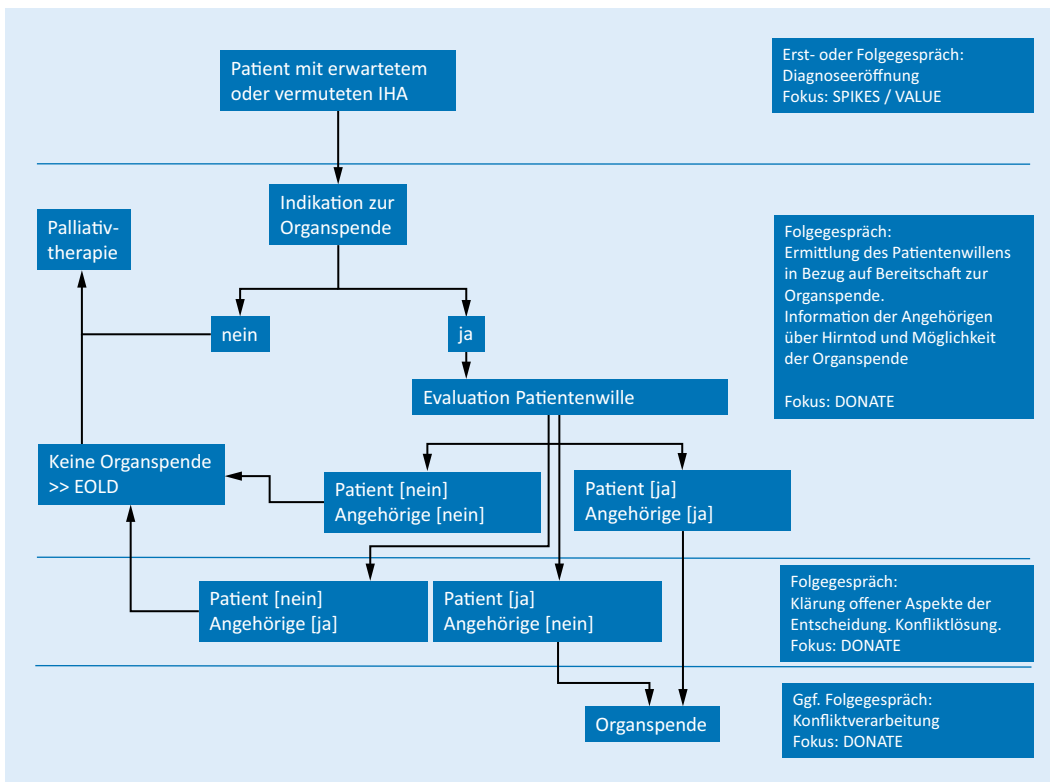 Patient mit erwartetem
oder vermuteten IHA
Erst- oder Folgegespräch:
Diagnoseeröffnung
Fokus: SPIKES / VALUE
Indikation zur
Organspende
Palliativ-
therapie
nein
ja
Evaluation Patientenwille
Folgegespräch:
Ermittlung des Patientenwillens
in Bezug auf Bereitschaft zur
Organspende.
Information der Angehörigen
über Hirntod und Möglichkeit
der Organspende
Fokus: DONATE
Keine Organspende
>> EOLD
Patient [nein]
Angehörige [nein]
Patient [ja]
Angehörige [ja]
Patient [nein]
Angehörige [ja]
Patient [ja]
Angehörige [nein]
Folgegespräch:
Klärung offener Aspekte der
Entscheidung. Konfliktlösung.
Fokus: DONATE
Organspende
Ggf. Folgegespräch:
Konfliktverarbeitung
Fokus: DONATE